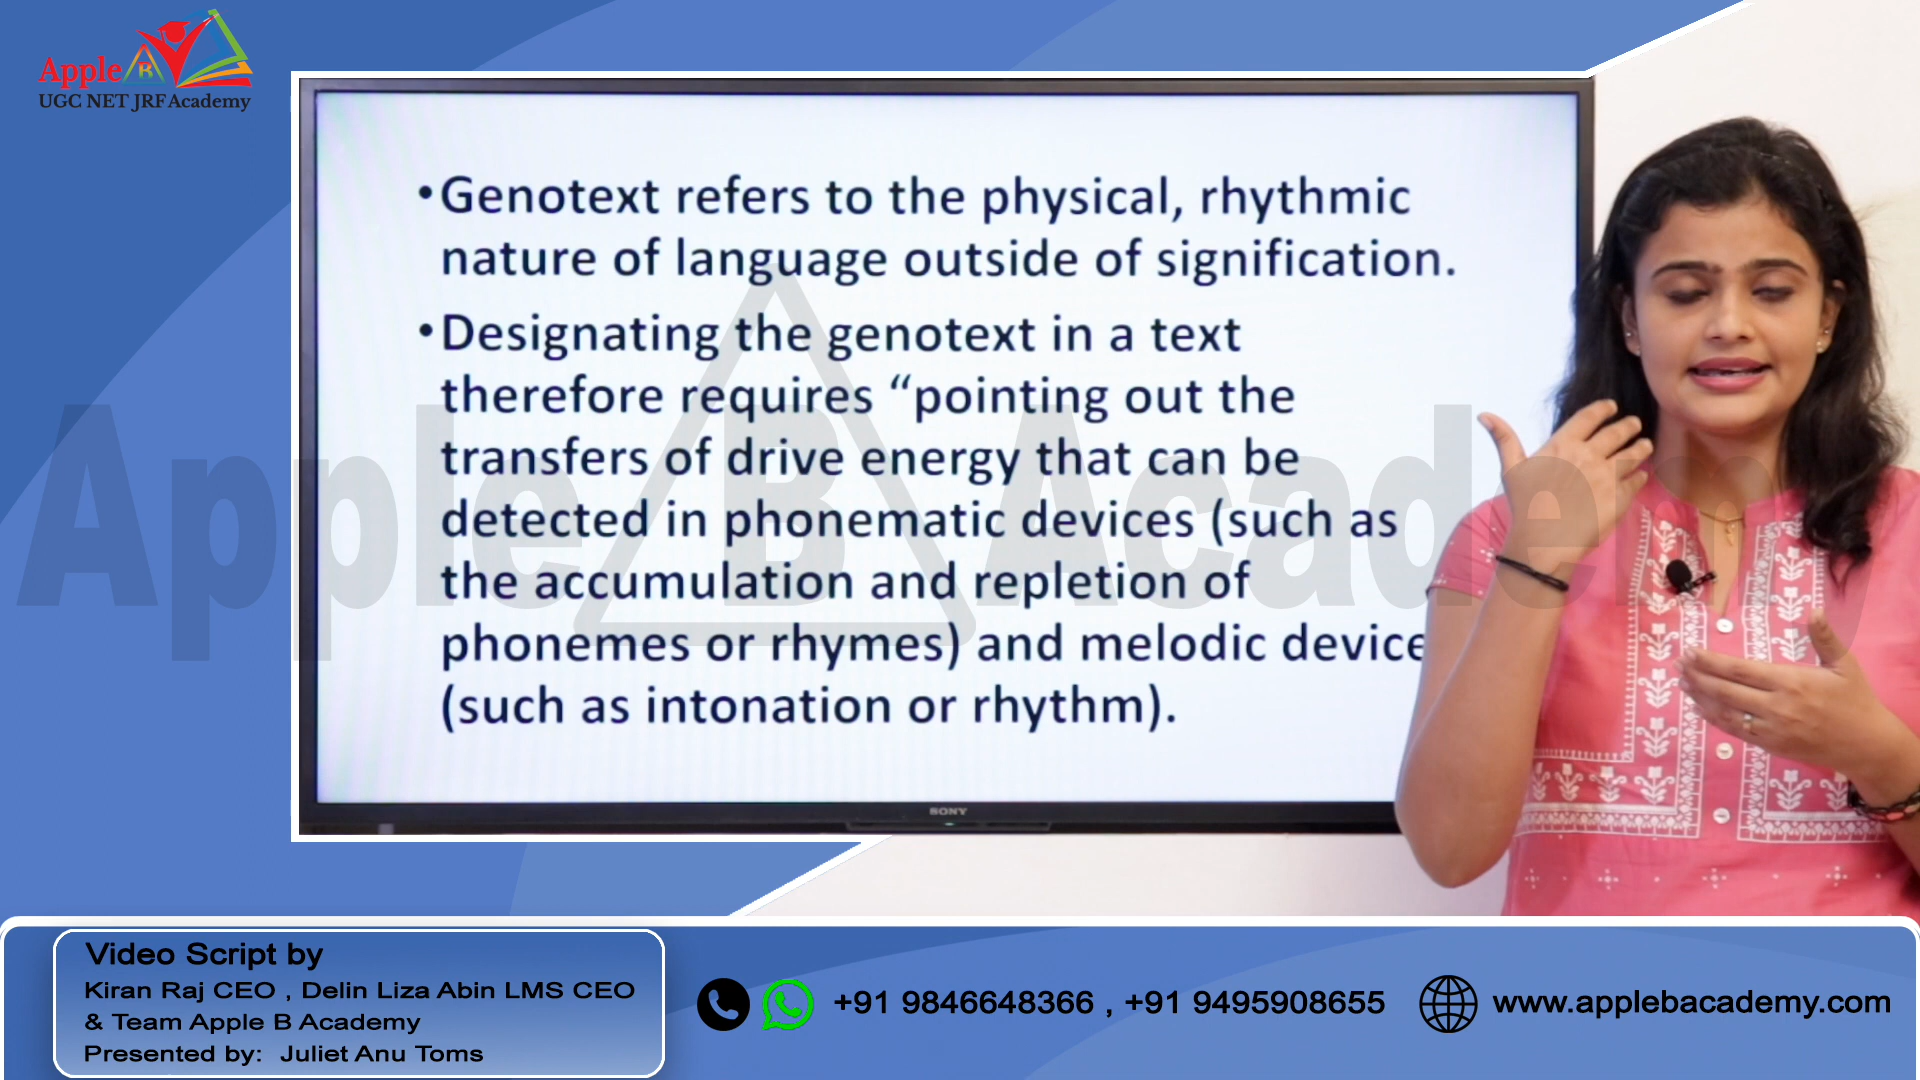 Apple B
UGC NET JRF Academy
•Genotext refers to the physical, rhythmic
nature of language outside of signification.
•Designating the genotext in a text
therefore requires “pointing out the
transfers of drive energy that can be
detected in phonematic devices (such as
the accumulation and repletion of
phonemes or rhymes) and melodic device
(such as intonation or rhythm).
Apple B Academy
SONY
Video Script by
Kiran Raj CEO , Delin Liza Abin LMS CEO
& Team Apple B Academy
Presented by: Juliet Anu Toms
+91 9846648366 , +91 9495908655
www.applebacademy.com